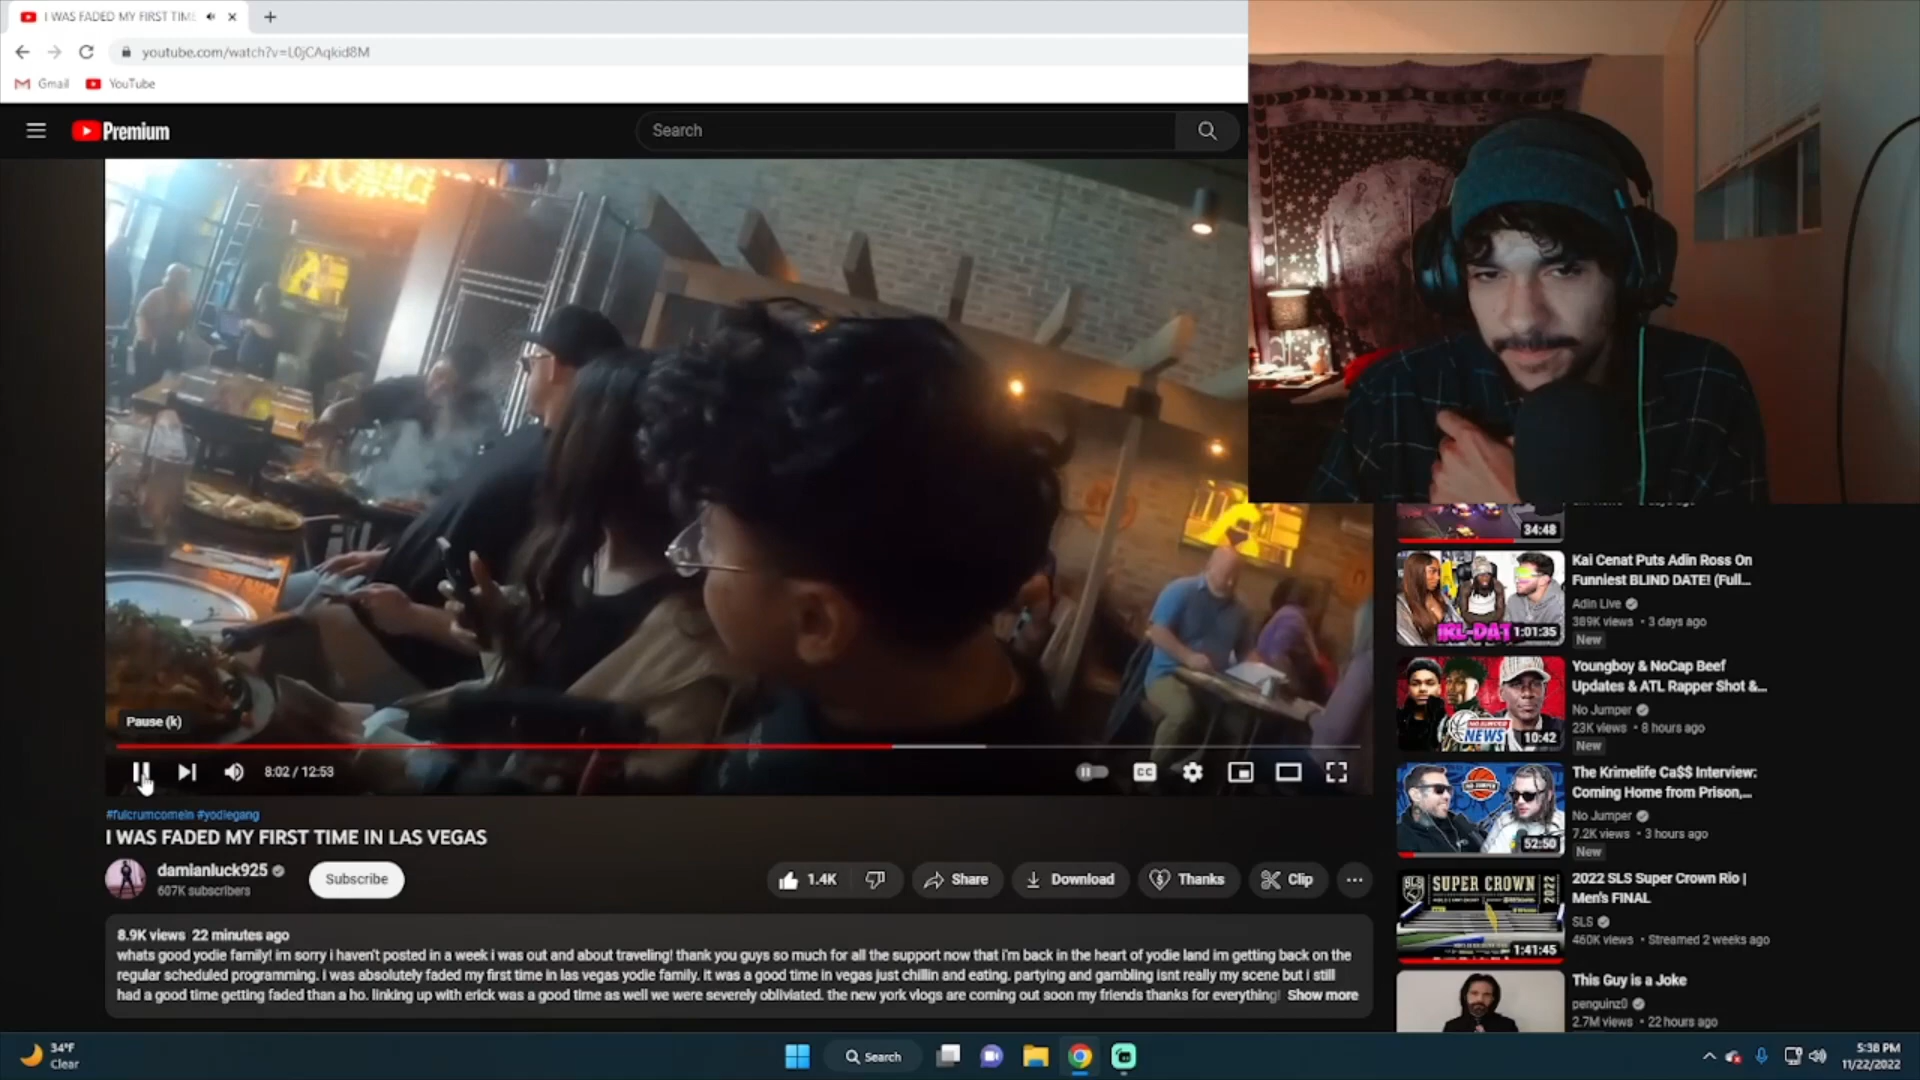 I WAS FADED MY FIRST TIM
youtube.com/watch?v=L0jCAqkid8M
Gmail
YouTube
Premium
Search
Pause (k)
8:02 / 12:53
CC
#fulcrumcomein #yodiegang
I WAS FADED MY FIRST TIME IN LAS VEGAS
damianluck925
607K subscribers
Subscribe
1.4K
Share
Download
Thanks
Clip
8.9K views 22 minutes ago
whats good yodie family! im sorry i haven't posted in a week i was out and about traveling! thank you guys so much for all the support now that i'm back in the heart of yodie land im getting back on the
regular scheduled programming. i was absolutely faded my first time in las vegas yodie family. it was a good time in vegas just chillin and eating. partying and gambling isnt really my scene but i still
had a good time getting faded than a ho. linking up with erick was a good time as well we were severely obliviated. the new york vlogs are coming out soon my friends thanks for everything! Show more
34:48
Kai Cenat Puts Adin Ross On
Funniest BLIND DATE! (Full...
Adin Live
389K views • 3 days ago
New
IRL-DAT
1:01:35
Youngboy & NoCap Beef
Updates & ATL Rapper Shot &...
No Jumper
23K views • 8 hours ago
New
NEWS
10:42
The Krimelife Ca$$ Interview:
Coming Home from Prison,...
No Jumper
7.2K views • 3 hours ago
New
52:50
2022 SLS Super Crown Rio |
Men's FINAL
SLS
460K views • Streamed 2 weeks ago
SLS
SUPER CROWN
2022
1:41:45
This Guy is a Joke
penguinz0
2.7M views • 22 hours ago
34°F
Clear
Search
5:38 PM
11/22/2022